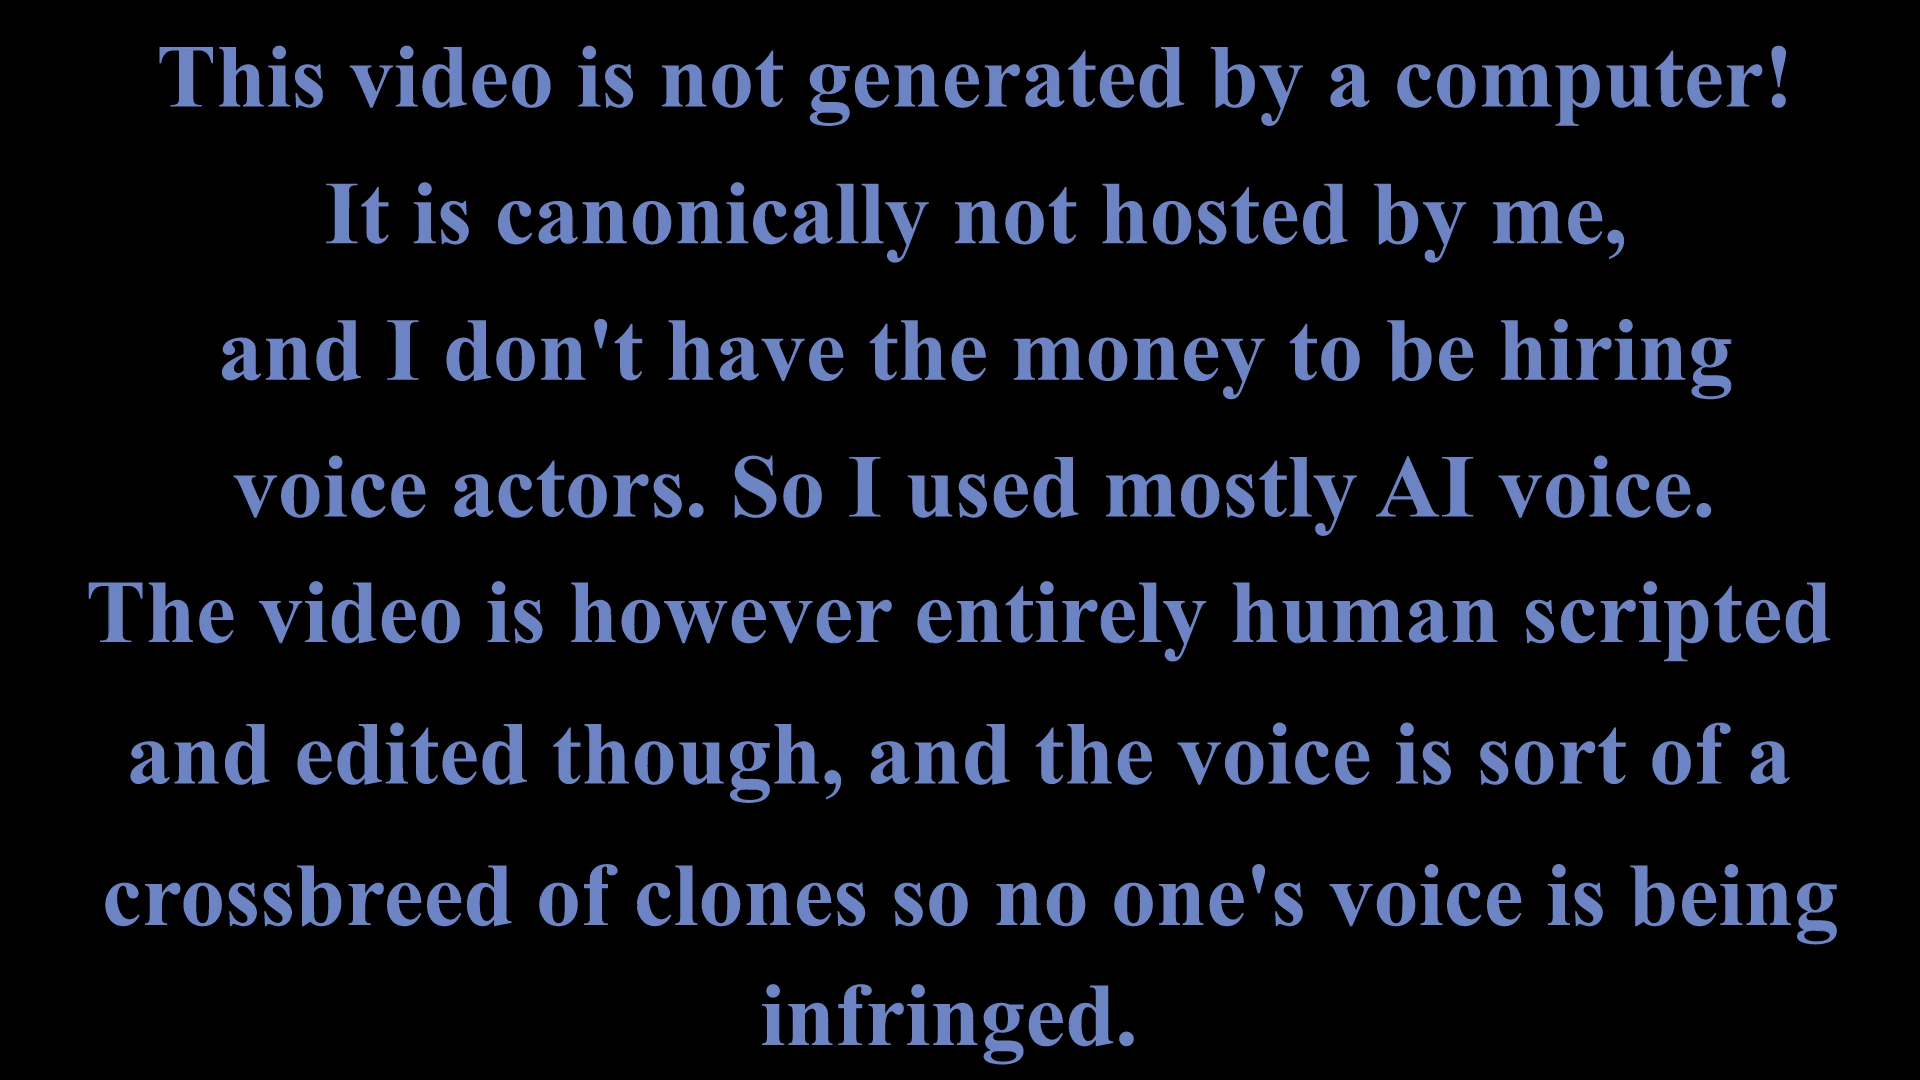 This video is not generated by a computer!
It is canonically not hosted by me,
and I don't have the money to be hiring
voice actors. So I used mostly AI voice.
The video is however entirely human scripted
and edited though, and the voice is sort of a
crossbreed of clones so no one's voice is being
infringed.